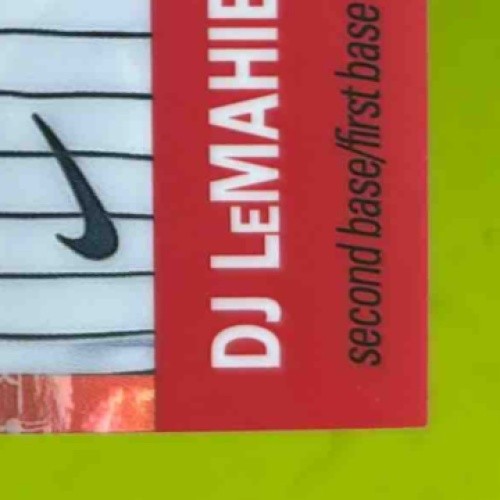 DJ LEMAHIE
second base/first base